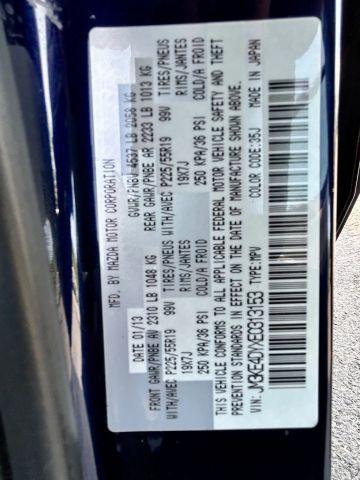 MFD. BY MAZDA MOTOR CORPORATION
GVWR/PNBV 4537 LB 2058 KG
DATE 01/13
FRONT GAWR/PNBE AV 2310 LB 1048 KG REAR GAWR/PNBE AR 2233 LB 1013 KG
WITH/AVEC P225/55R19 99V TIRES/PNEUS WITH/AVEC P225/55R19 99V TIRES/PNEUS
19X7J RIMS/JANTES 19X7J RIMS/JANTES
250 KPA/36 PSI COLD/A FROID 250 KPA/36 PSI COLD/A FROID
THIS VEHICLE CONFORMS TO ALL APPLICABLE FEDERAL MOTOR VEHICLE SAFETY AND THEFT
PREVENTION STANDARDS IN EFFECT ON THE DATE OF MANUFACTURE SHOWN ABOVE.
VIN: TYPE: MPV COLOR-CODE: 35J MADE IN JAPAN